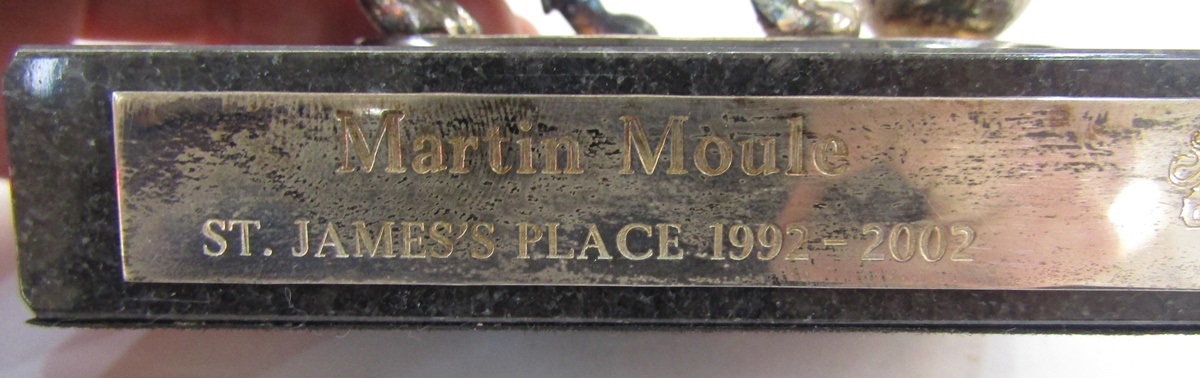 Martin Moule
ST. JAMES'S PLACE 1992 – 2002